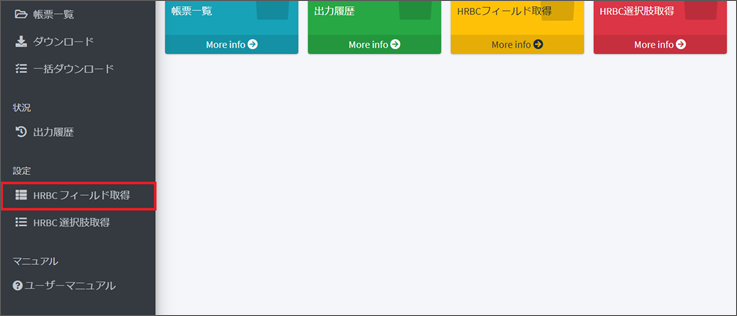 帳票一覧
ダウンロード
一括ダウンロード
状況
出力履歴
設定
HRBC フィールド取得
HRBC 選択肢取得
マニュアル
ユーザーマニュアル
帳票一覧
More info
出力履歴
More info
HRBCフィールド取得
More info
HRBC選択肢取得
More info